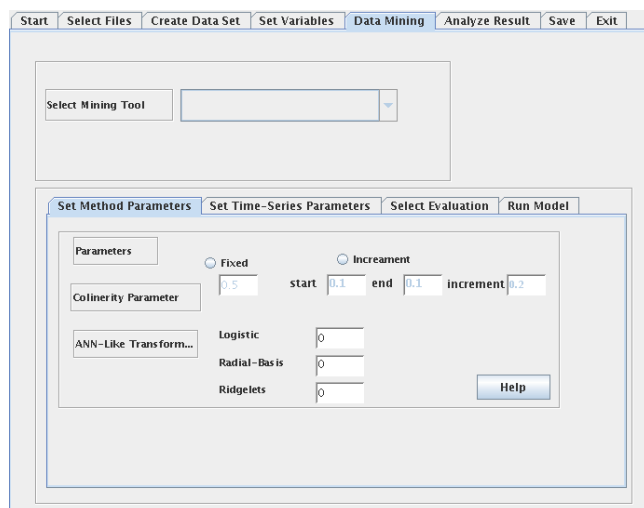 Start Select Files Create Data Set Set Variables Data Mining Analyze Result Save Exit
Select Mining Tool
Set Method Parameters Set Time-Series Parameters Select Evaluation Run Model
Parameters
Fixed Increament
0.5 start 0.1 end 0.1 increment 0.2
Colinerity Parameter
ANN-Like Transform... Logistic 0
Radial-Basis 0
Ridgelets 0
Help